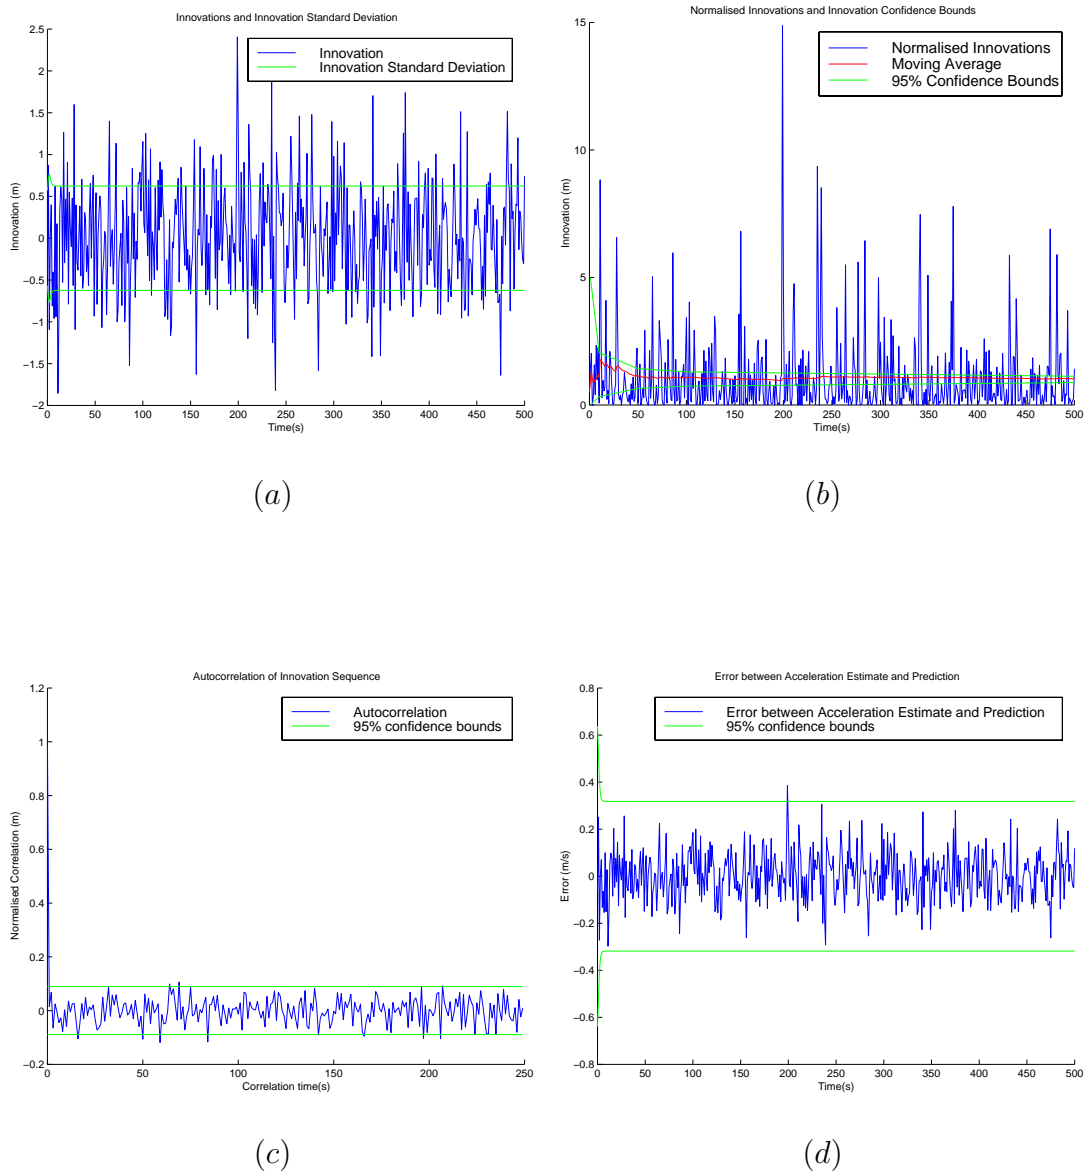 Innovations and Innovation Standard Deviation
2.5
2
1.5
1
0.5
0
−0.5
−1
−1.5
−2
Innovation (m)
Innovation
Innovation Standard Deviation
0 50 100 150 200 250 300 350 400 450 500
Time(s)
(a)
Normalised Innovations and Innovation Confidence Bounds
15
10
5
0
Innovation (m)
Normalised Innovations
Moving Average
95% Confidence Bounds
0 50 100 150 200 250 300 350 400 450 500
Time(s)
(b)
Autocorrelation of Innovation Sequence
1.2
1
0.8
0.6
0.4
0.2
0
−0.2
Normalised Correlation (m)
Autocorrelation
95% confidence bounds
0 50 100 150 200 250
Correlation time(s)
(c)
Error between Acceleration Estimate and Prediction
0.8
0.6
0.4
0.2
0
−0.2
−0.4
−0.6
−0.8
Error (m/s)
Error between Acceleration Estimate and Prediction
95% confidence bounds
0 50 100 150 200 250 300 350 400 450 500
Time(s)
(d)